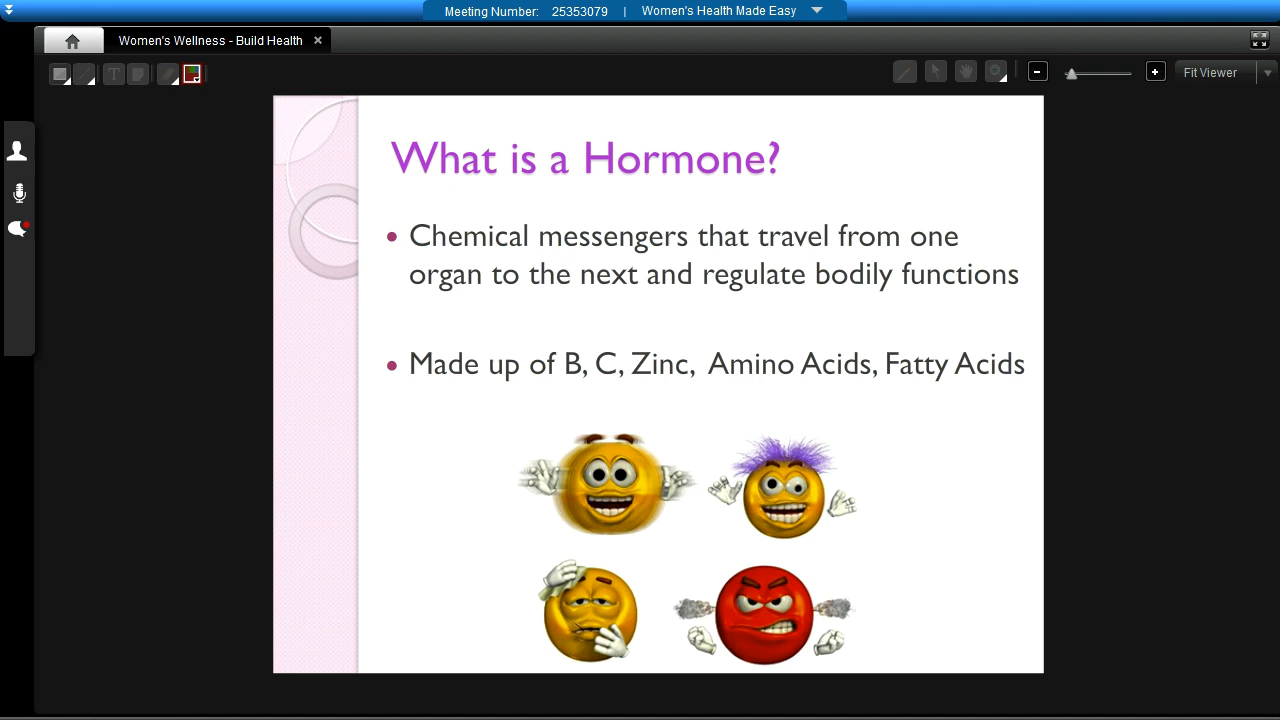 Meeting Number: 25353079 | Women's Health Made Easy
Women's Wellness - Build Health
T
Fit Viewer
What is a Hormone?
• Chemical messengers that travel from one
organ to the next and regulate bodily functions
• Made up of B, C, Zinc, Amino Acids, Fatty Acids